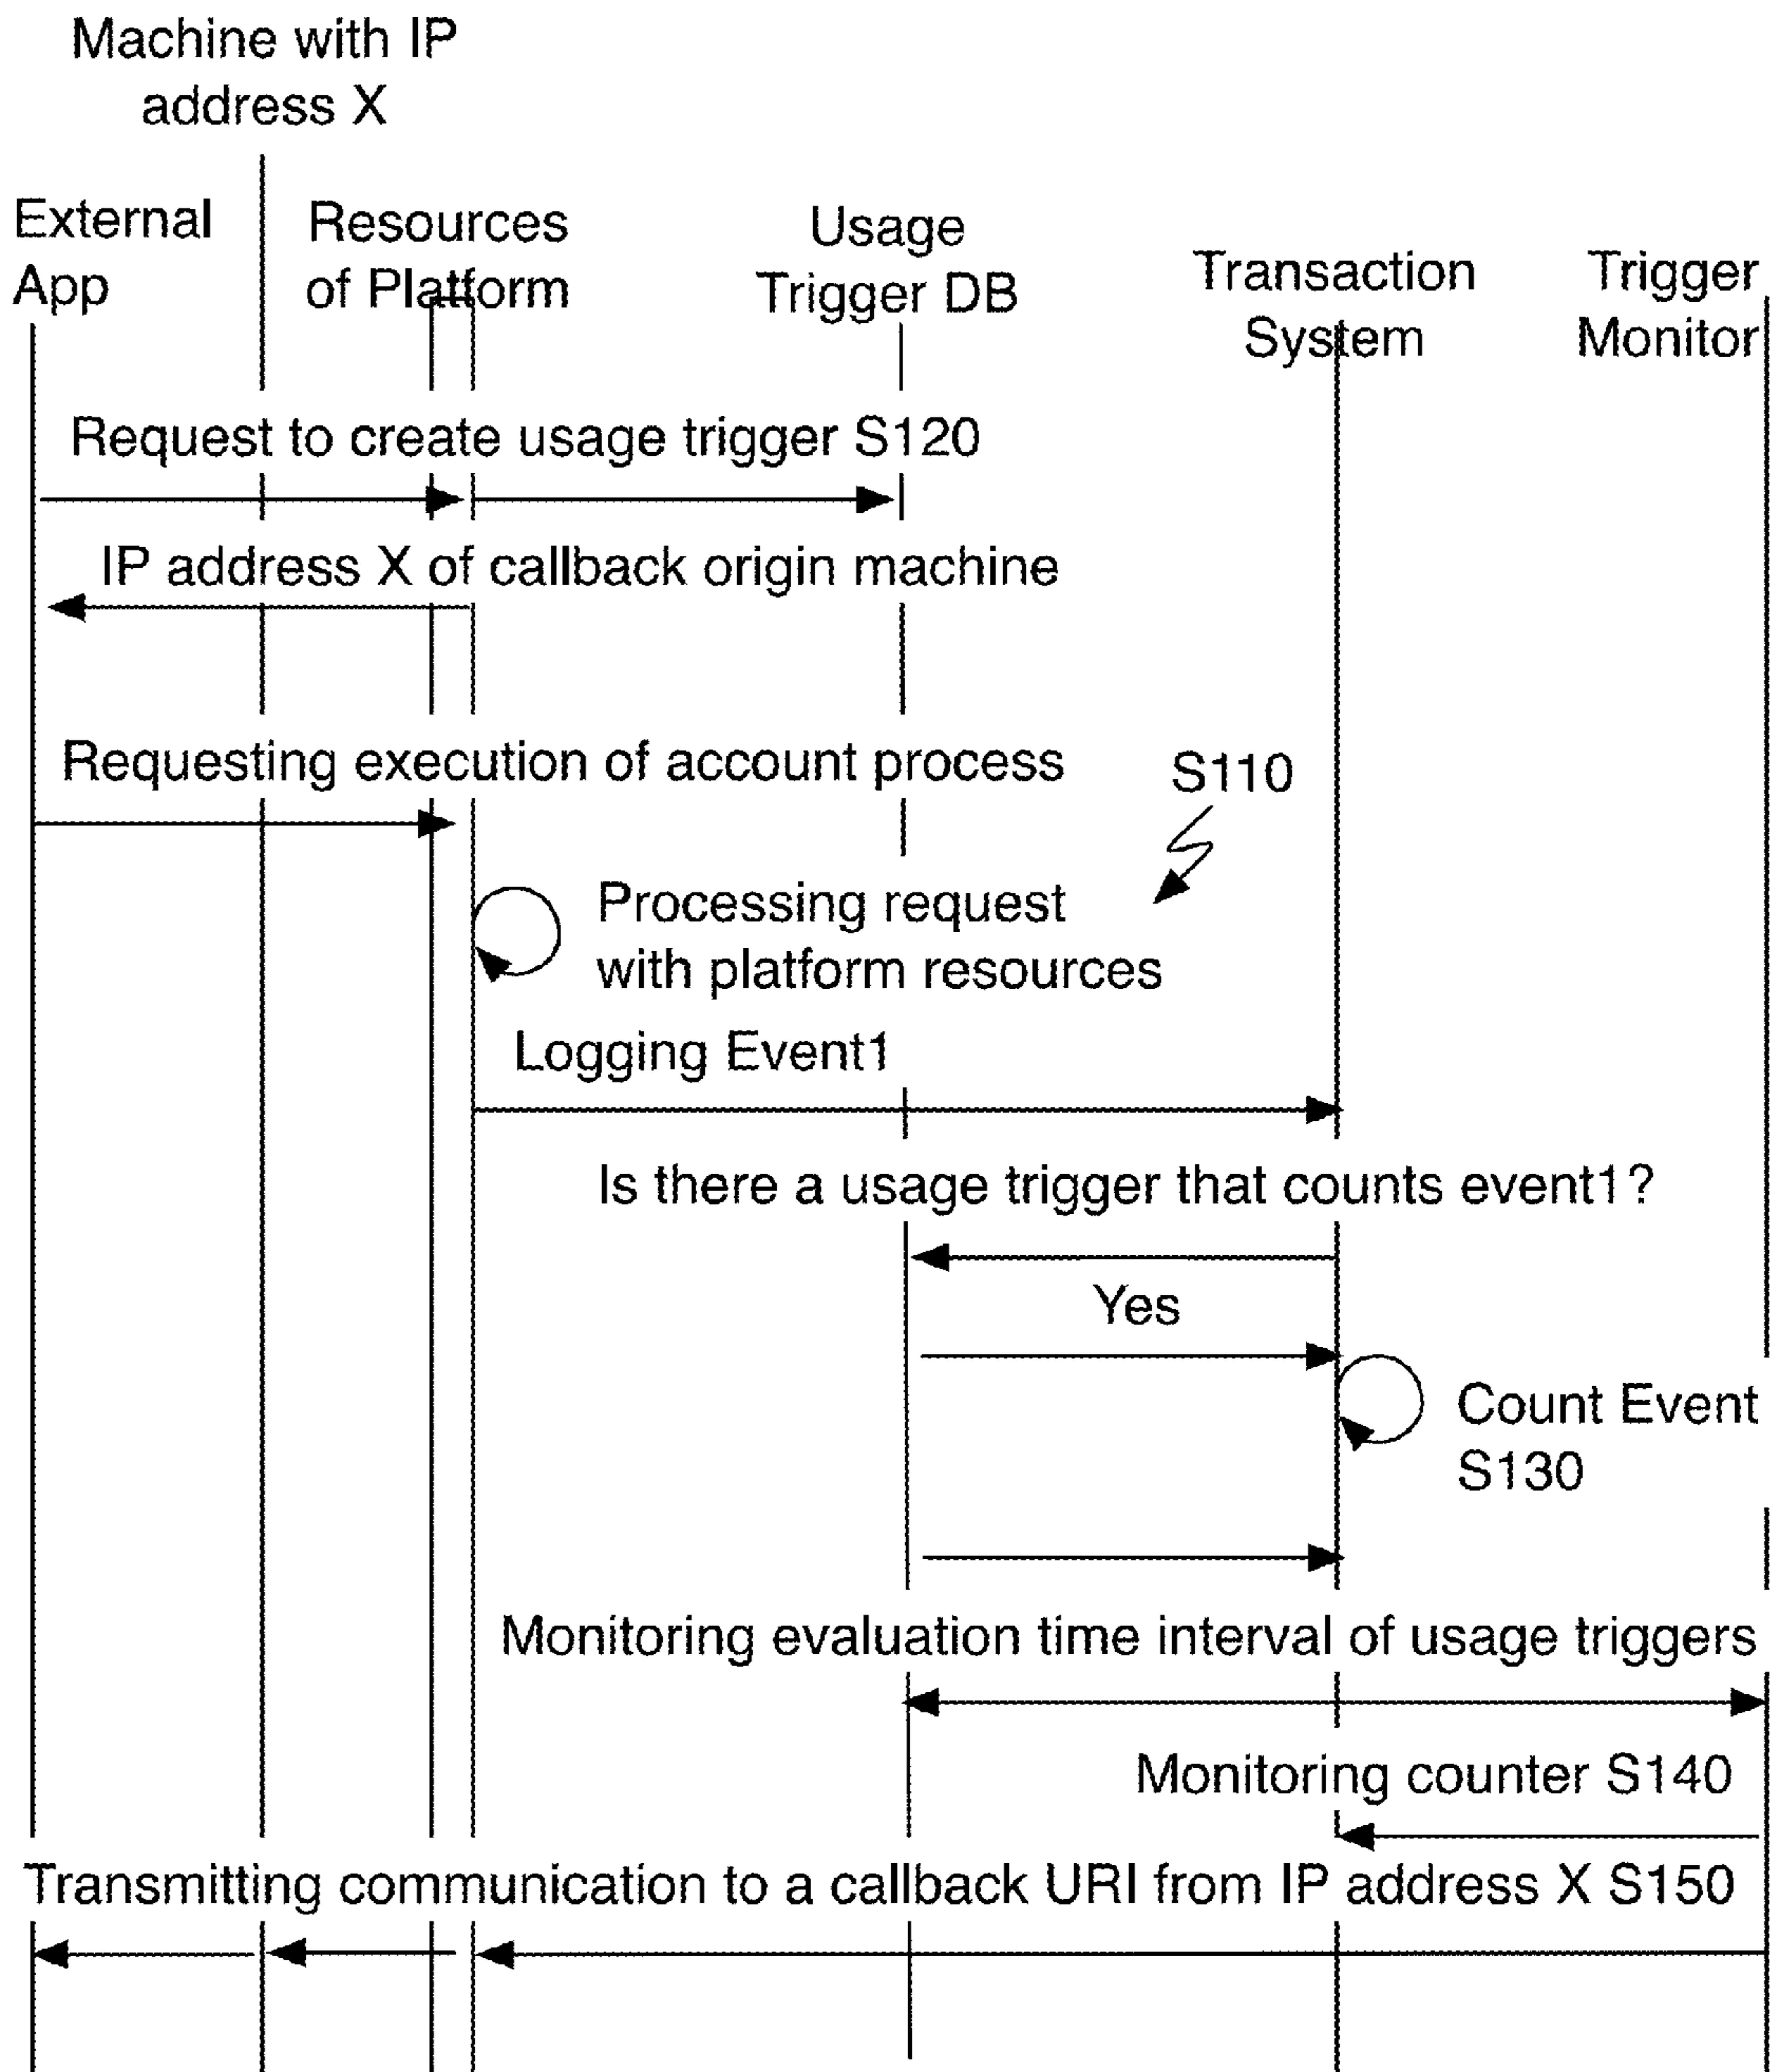 Machine with IP
address X
External
App
Resources
of Platform
Usage
Trigger DB
Transaction
System
Trigger
Monitor
Request to create usage trigger S120
IP address X of callback origin machine
Requesting execution of account process
S110
Processing request
with platform resources
Logging Event1
Is there a usage trigger that counts event1?
Yes
Count Event
S130
Monitoring evaluation time interval of usage triggers
Monitoring counter S140
Transmitting communication to a callback URI from IP address X S150